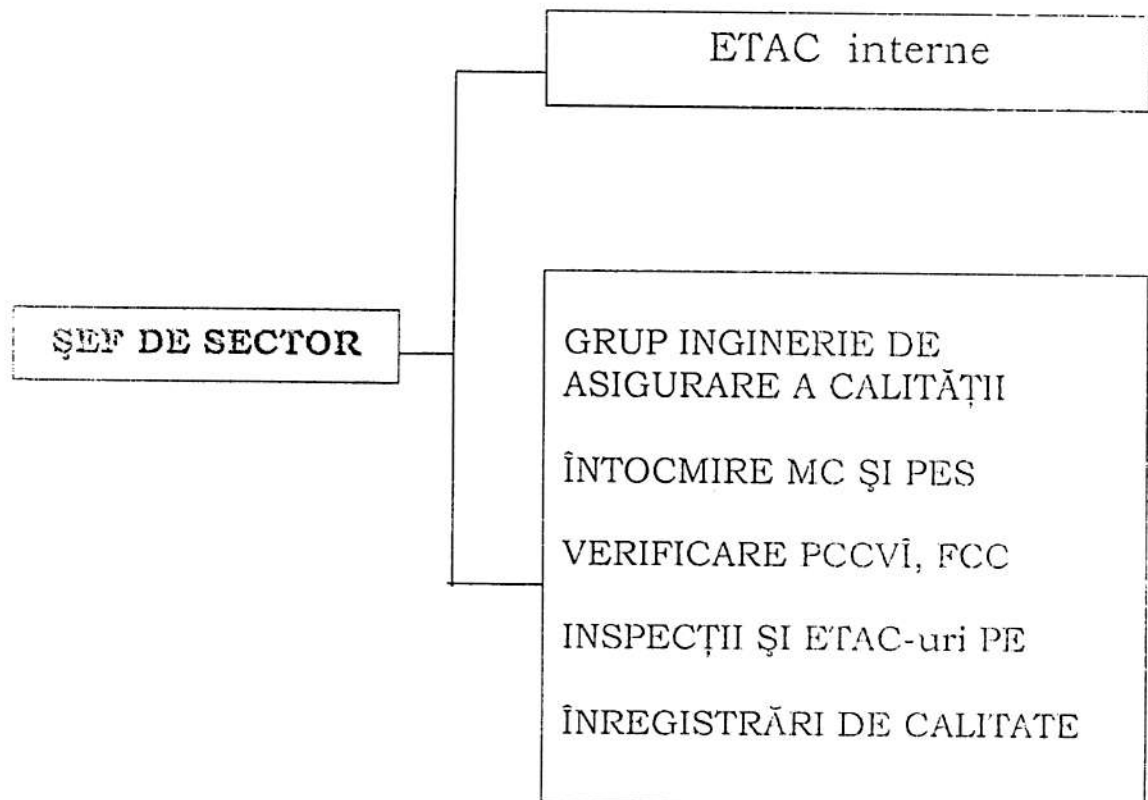 ETAC interne
ŞEF DE SECTOR
GRUP INGINERIE DE
ASIGURARE A CALITĂŢII
ÎNTOCMIRE MC ŞI PES
VERIFICARE PCCVÎ, FCC
INSPECŢII ŞI ETAC-uri PE
ÎNREGISTRĂRI DE CALITATE